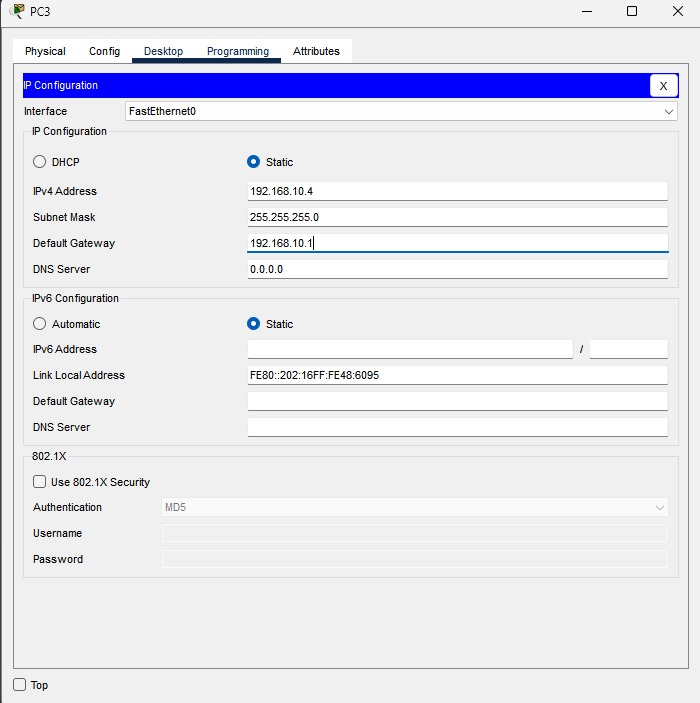 PC3
Physical Config Desktop Programming Attributes
IP Configuration X
Interface FastEthernet0
IP Configuration
DHCP Static
IPv4 Address 192.168.10.4
Subnet Mask 255.255.255.0
Default Gateway 192.168.10.1
DNS Server 0.0.0.0
IPv6 Configuration
Automatic Static
IPv6 Address /
Link Local Address FE80::202:16FF:FE48:6095
Default Gateway
DNS Server
802.1X
Use 802.1X Security
Authentication MD5
Username
Password
Top